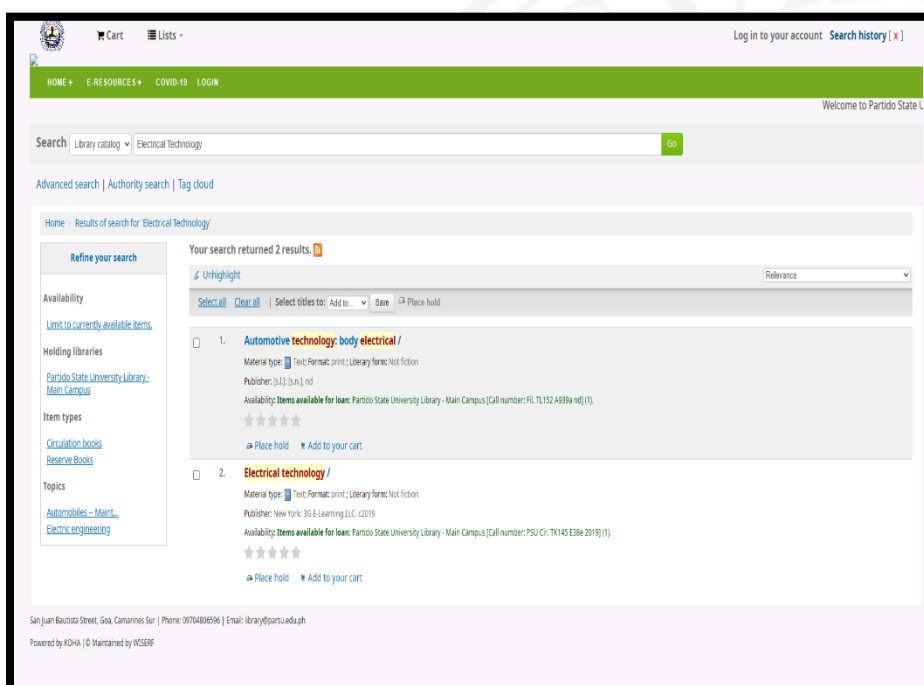 Cart Lists Log in to your account Search history [ x ]
HOME + E-RESOURCES + COVID-19 LOGIN
Welcome to Partido State U
Search Library catalog Electrical Technology Go
Advanced search | Authority search | Tag cloud
Home Results of search for 'Electrical Technology'
Refine your search
Availability
Limit to currently available items.
Holding libraries
Partido State University Library -
Main Campus
Item types
Circulation books
Reserve Books
Topics
Automobiles -- Maint...
Electric engineering
Your search returned 2 results.
Unhighlight Relevance
Select all Clear all | Select titles to: Add to... Save Place hold
1. Automotive technology: body electrical /
Material type: Text; Format: print ; Literary form: Not fiction
Publisher: [s.l.]: [s.n.], nd
Availability: Items available for loan: Partido State University Library - Main Campus [Call number: Fil. TL152 A939a nd] (1).
Place hold Add to your cart
2. Electrical technology /
Material type: Text; Format: print ; Literary form: Not fiction
Publisher: New York: 3G E-Learning LLC. c2019
Availability: Items available for loan: Partido State University Library - Main Campus [Call number: PSU Cir. TK145 E38e 2019] (1).
Place hold Add to your cart
San Juan Bautista Street, Goa, Camarines Sur | Phone: 09704806596 | Email: library@parsu.edu.ph
Powered by KOHA | © Maintained by WISERF